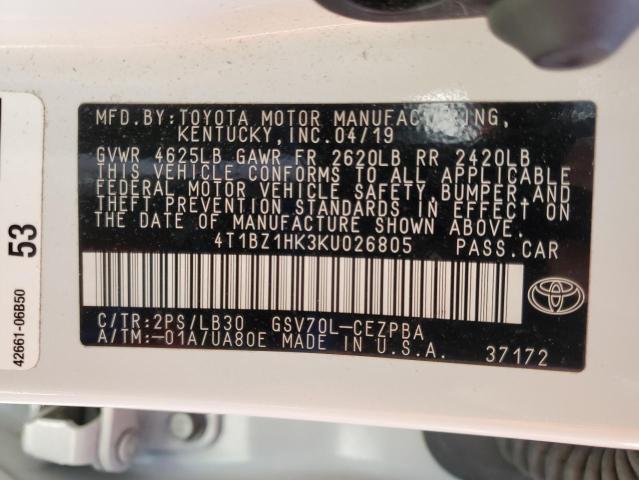 MFD.BY:TOYOTA MOTOR MANUFACTURING,
KENTUCKY, INC.04/19
GVWR 4625LB GAWR FR 2620LB RR 2420LB
THIS VEHICLE CONFORMS TO ALL APPLICABLE
FEDERAL MOTOR VEHICLE SAFETY, BUMPER, AND
THEFT PREVENTION STANDARDS IN EFFECT ON
THE DATE OF MANUFACTURE SHOWN ABOVE.
4T1BZ1HK3KU026805 PASS.CAR
C/TR:2PS/LB30 GSV70L-CEZPBA
A/TM:-01A/UA80E MADE IN U.S.A. 37172
53
42661-06B50